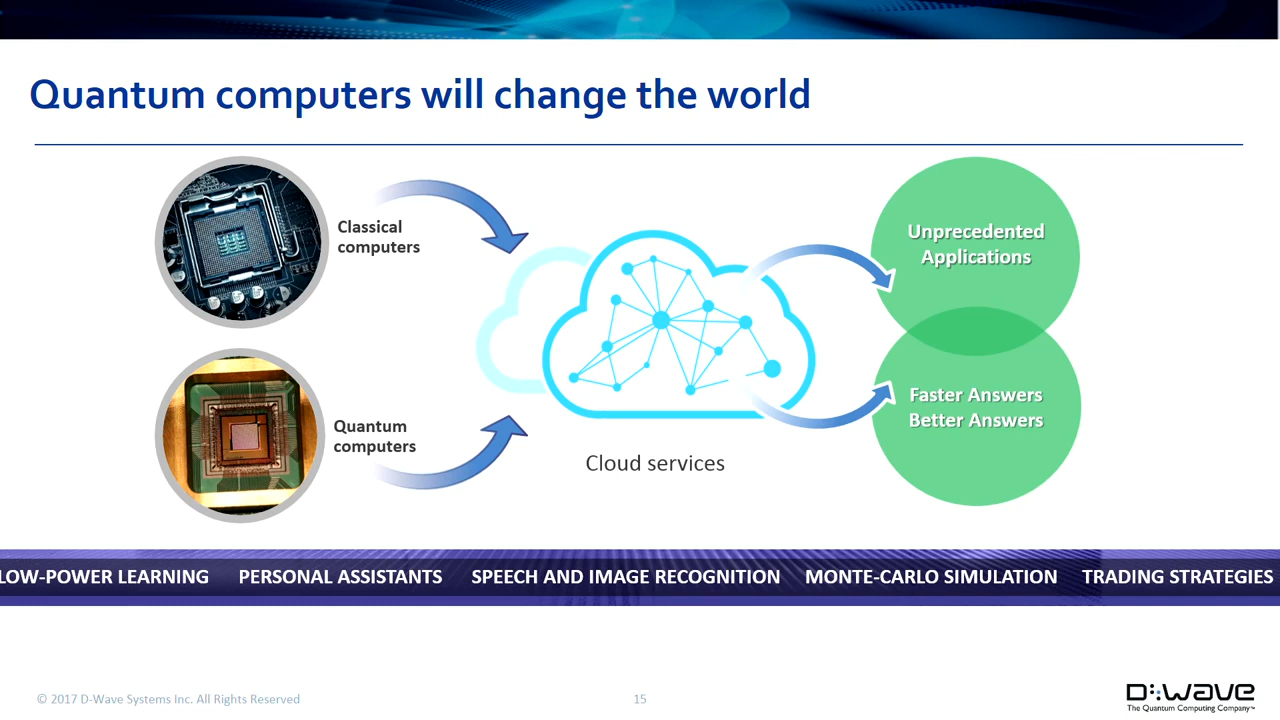 Quantum computers will change the world
Classical
computers
Quantum
computers
Cloud services
Unprecedented
Applications
Faster Answers
Better Answers
LOW-POWER LEARNING PERSONAL ASSISTANTS SPEECH AND IMAGE RECOGNITION MONTE-CARLO SIMULATION TRADING STRATEGIES
© 2017 D-Wave Systems Inc. All Rights Reserved
15
D:wave
The Quantum Computing Company™